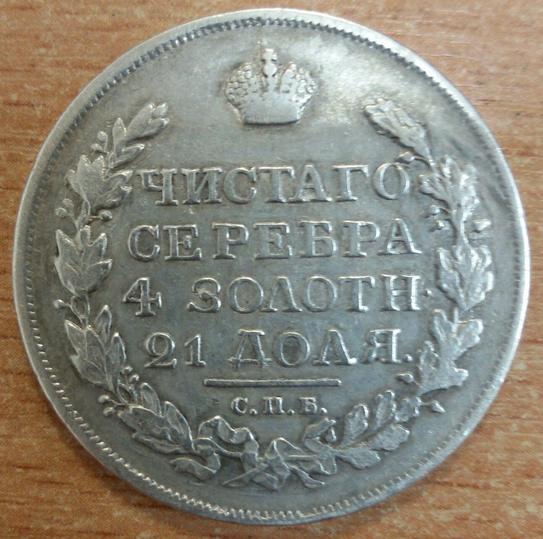 ЧИСТАГО
СЕРЕБРА
4 ЗОЛОТН.
21 ДОЛЯ.
С.П.Б.